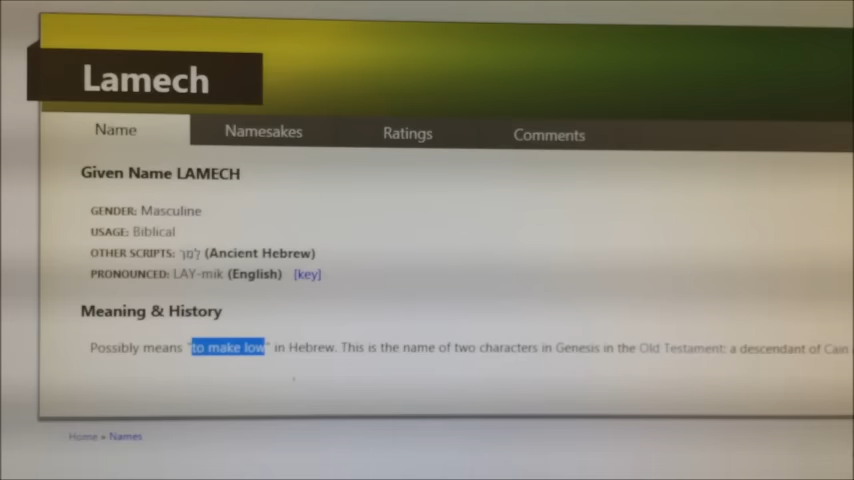 Lamech
Name Namesakes Ratings Comments
Given Name LAMECH
GENDER: Masculine
USAGE: Biblical
OTHER SCRIPTS: לֶמֶךְ (Ancient Hebrew)
PRONOUNCED: LAY-mik (English) [key]
Meaning & History
Possibly means "to make low" in Hebrew. This is the name of two characters in Genesis in the Old Testament: a descendant of Cain
Home » Names